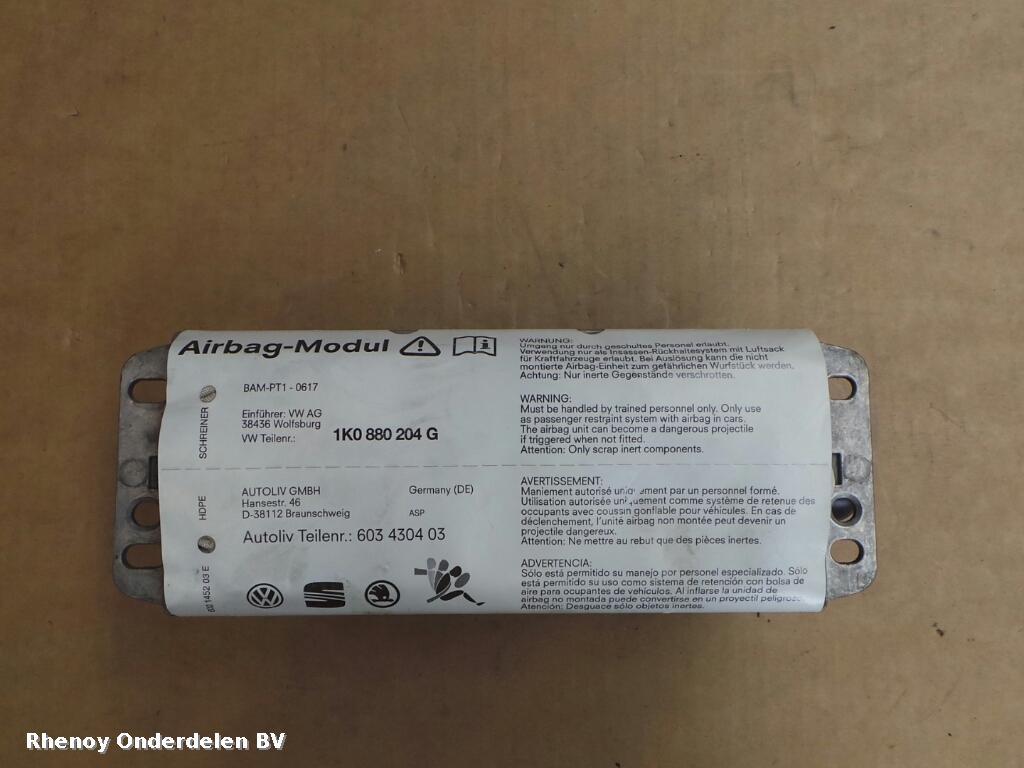 Airbag-Modul
BAM-PT1 - 0617
Einführer: VW AG
38436 Wolfsburg
VW Teilenr.: 1K0 880 204 G
SCHREINER
HDPE
AUTOLIV GMBH Germany (DE)
Hansestr. 46
D-38112 Braunschweig ASP
Autoliv Teilenr.: 603 4304 03
WARNUNG:
Umgang nur durch geschultes Personal erlaubt.
Verwendung nur als Insassen-Rückhaltesystem mit Luftsack
für Kraftfahrzeuge erlaubt. Bei Auslösung kann die nicht
montierte Airbag-Einheit zum gefährlichen Wurfstück werden.
Achtung: Nur inerte Gegenstände verschrotten.
WARNING:
Must be handled by trained personnel only. Only use
as passenger restraint system with airbag in cars.
The airbag unit can become a dangerous projectile
if triggered when not fitted.
Attention: Only scrap inert components.
AVERTISSEMENT:
Maniement autorisé uniquement par un personnel formé.
Utilisation autorisée uniquement comme système de retenue des
occupants avec coussin gonflable pour véhicules. En cas de
déclenchement, l'unité airbag non montée peut devenir un
projectile dangereux.
Attention: Ne mettre au rebut que des pièces inertes.
ADVERTENCIA:
Sólo está permitido su manejo por personal especializado. Sólo
está permitido su uso como sistema de retención con bolsa de
aire para ocupantes de vehículos. Al inflarse la unidad de
airbag no montada puede convertirse en un proyectil peligroso.
Atención: Desguace sólo objetos inertes.
Rhenoy Onderdelen BV